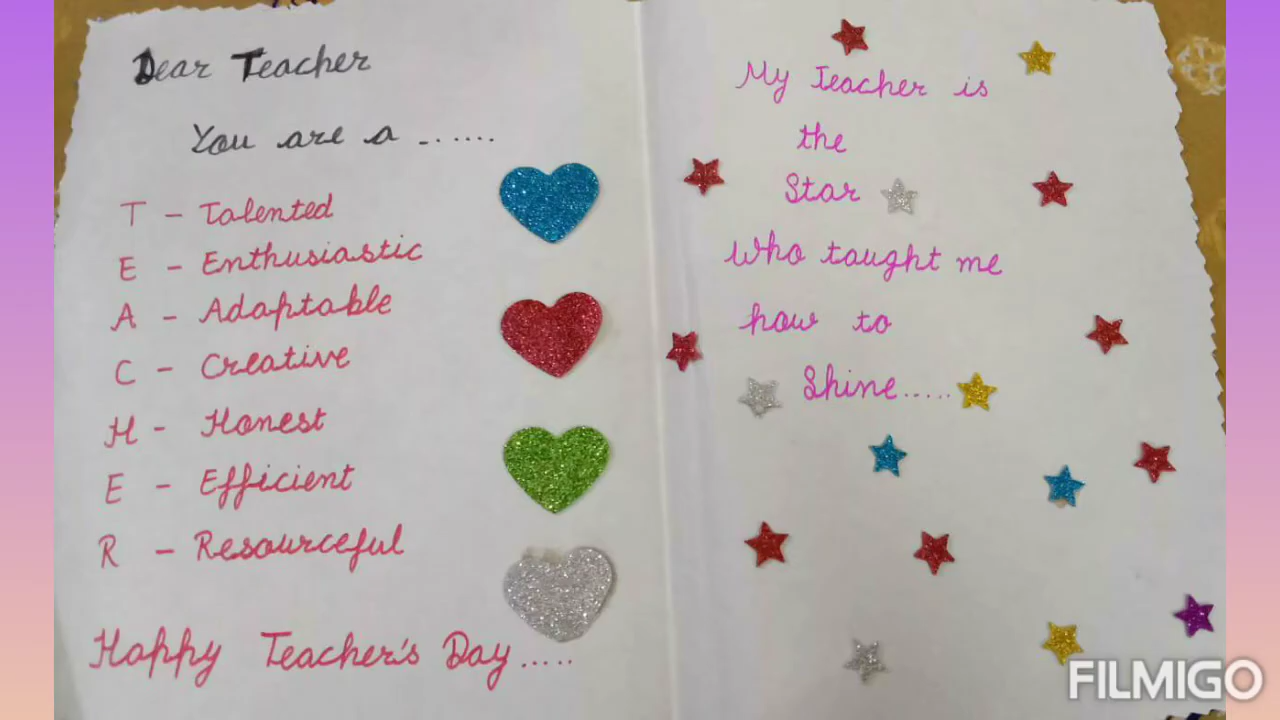 Dear Teacher
You are a ......
T - Talented
E - Enthusiastic
A - Adaptable
C - Creative
H - Honest
E - Efficient
R - Resourceful
Happy Teacher's Day.....
My Teacher is
the
Star
Who taught me
how to
Shine.....
FILMIGO